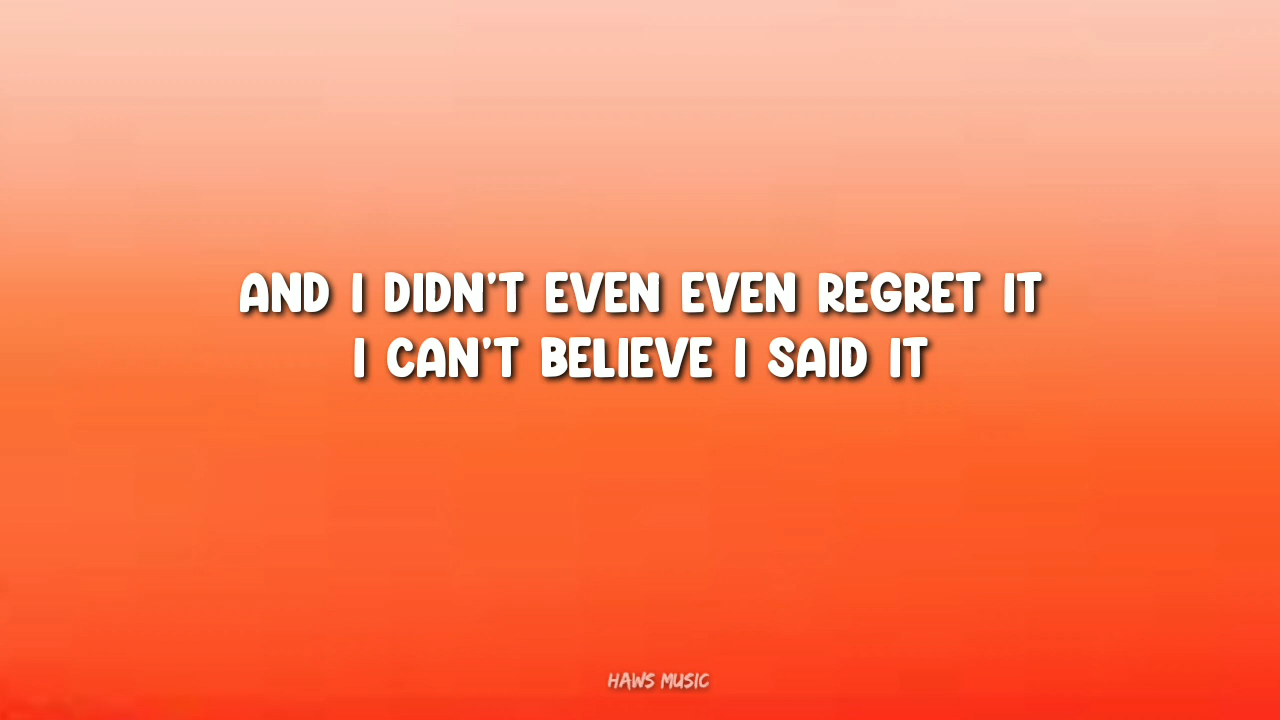 AND I DIDN'T EVEN EVEN REGRET IT
I CAN'T BELIEVE I SAID IT
HAWS MUSIC